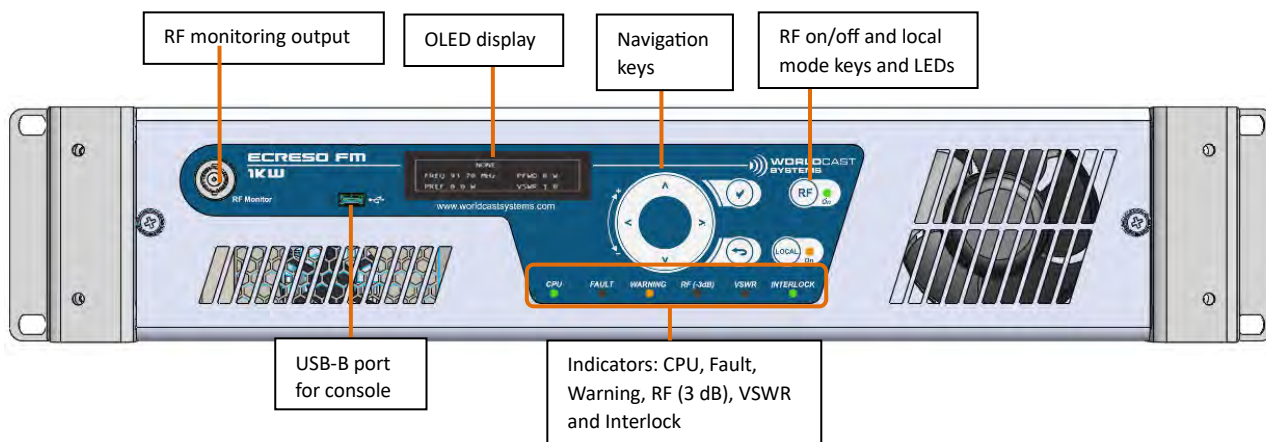 RF monitoring output
OLED display
Navigation
keys
RF on/off and local
mode keys and LEDs
ECRESO FM
1KW
RF Monitor
NONE
FREQ 91.70 MHz PFWD 0 W
PREF 0.0 W VSWR 1.0
www.worldcastsystems.com
WORLDCAST
SYSTEMS
RF
On
LOCAL
On
CPU FAULT WARNING RF (-3dB) VSWR INTERLOCK
USB-B port
for console
Indicators: CPU, Fault,
Warning, RF (3 dB), VSWR
and Interlock